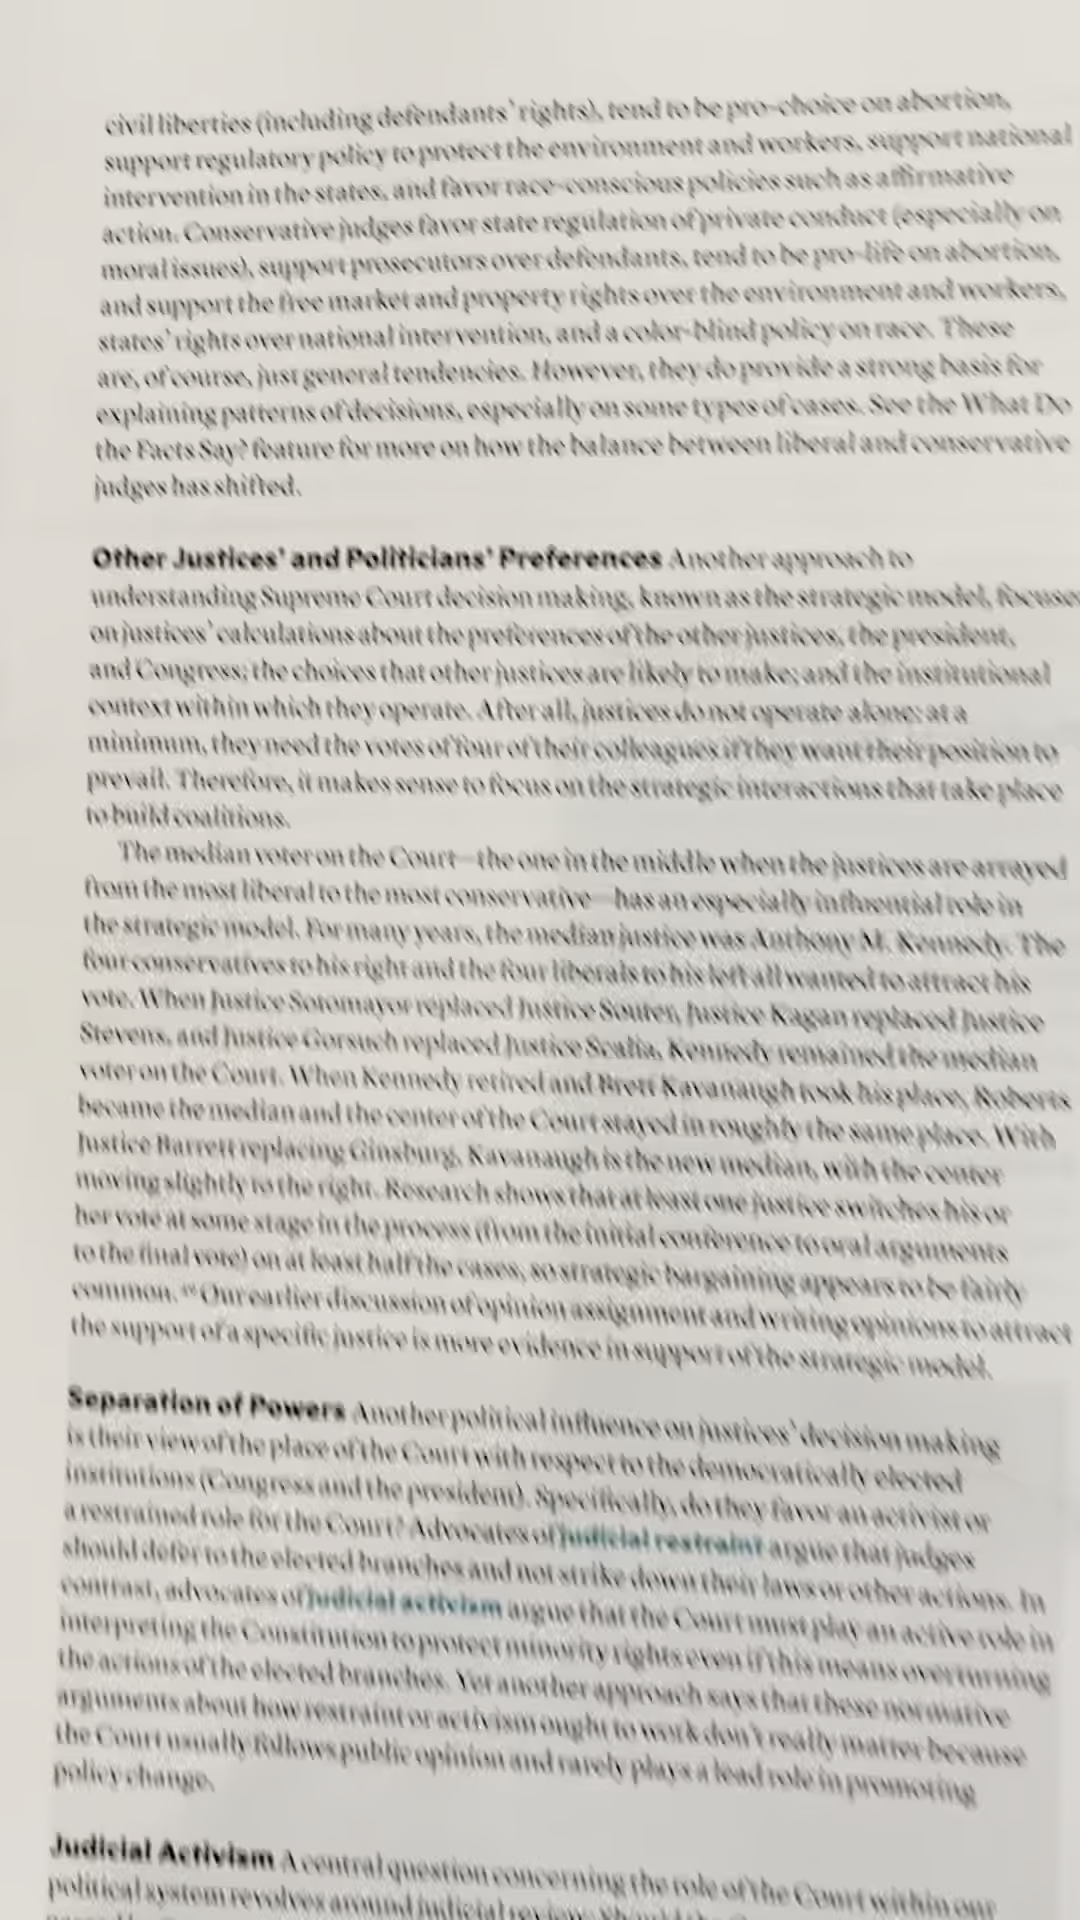 civil liberties (including defendants' rights), tend to be pro-choice on abortion,
support regulatory policy to protect the environment and workers, support national
intervention in the states, and favor race-conscious policies such as affirmative
action. Conservative judges favor state regulation of private conduct (especially on
moral issues), support prosecutors over defendants, tend to be pro-life on abortion,
and support the free market and property rights over the environment and workers,
states' rights over national intervention, and a color-blind policy on race. These
are, of course, just general tendencies. However, they do provide a strong basis for
explaining patterns of decisions, especially on some types of cases. See the What Do
the Facts Say? feature for more on how the balance between liberal and conservative
judges has shifted.
Other Justices' and Politicians' Preferences Another approach to
understanding Supreme Court decision making, known as the strategic model, focuses
on justices' calculations about the preferences of the other justices, the president,
and Congress; the choices that other justices are likely to make; and the institutional
context within which they operate. After all, justices do not operate alone; at a
minimum, they need the votes of four of their colleagues if they want their position to
prevail. Therefore, it makes sense to focus on the strategic interactions that take place
to build coalitions.
The median voter on the Court—the one in the middle when the justices are arrayed
from the most liberal to the most conservative—has an especially influential role in
the strategic model. For many years, the median justice was Anthony M. Kennedy. The
four conservatives to his right and the four liberals to his left all wanted to attract his
vote. When Justice Sotomayor replaced Justice Souter, Justice Kagan replaced Justice
Stevens, and Justice Gorsuch replaced Justice Scalia, Kennedy remained the median
voter on the Court. When Kennedy retired and Brett Kavanaugh took his place, Roberts
became the median and the center of the Court stayed in roughly the same place. With
Justice Barrett replacing Ginsburg, Kavanaugh is the new median, with the center
moving slightly to the right. Research shows that at least one justice switches his or
her vote at some stage in the process (from the initial conference to oral arguments
to the final vote) on at least half the cases, so strategic bargaining appears to be fairly
common. Our earlier discussion of opinion assignment and writing opinions to attract
the support of a specific justice is more evidence in support of the strategic model.
Separation of Powers Another political influence on justices' decision making
is their view of the place of the Court with respect to the democratically elected
institutions (Congress and the president). Specifically, do they favor an activist or
a restrained role for the Court? Advocates of judicial restraint argue that judges
should defer to the elected branches and not strike down their laws or other actions. In
contrast, advocates of judicial activism argue that the Court must play an active role in
interpreting the Constitution to protect minority rights even if this means overturning
the actions of the elected branches. Yet another approach says that these normative
arguments about how restraint or activism ought to work don't really matter because
the Court usually follows public opinion and rarely plays a lead role in promoting
policy change.
Judicial Activism A central question concerning the role of the Court within our
political system revolves around judicial review: Should the